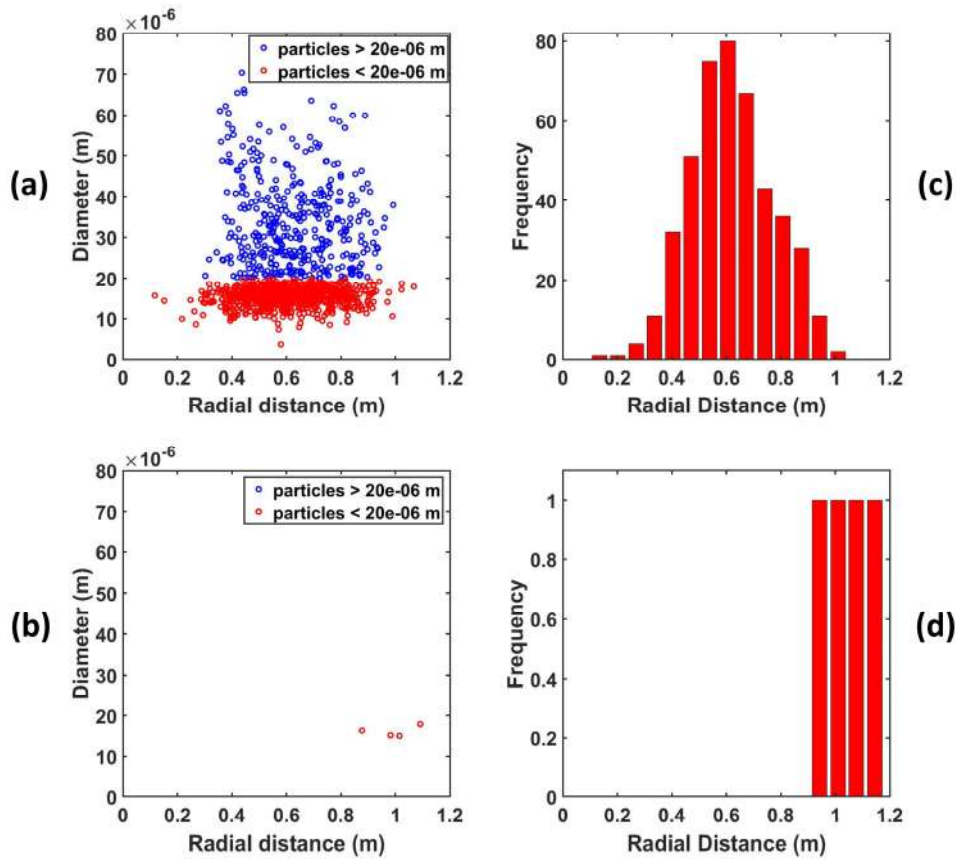 ×10⁻⁶
80
70
60
50
40
30
20
10
0
Diameter (m)
particles > 20e-06 m
particles < 20e-06 m
0 0.2 0.4 0.6 0.8 1 1.2
Radial distance (m)
(a)
80
60
40
20
0
Frequency
0 0.2 0.4 0.6 0.8 1 1.2
Radial Distance (m)
(c)
×10⁻⁶
80
70
60
50
40
30
20
10
0
Diameter (m)
particles > 20e-06 m
particles < 20e-06 m
0 0.2 0.4 0.6 0.8 1 1.2
Radial distance (m)
(b)
1
0.8
0.6
0.4
0.2
0
Frequency
0 0.2 0.4 0.6 0.8 1 1.2
Radial Distance (m)
(d)